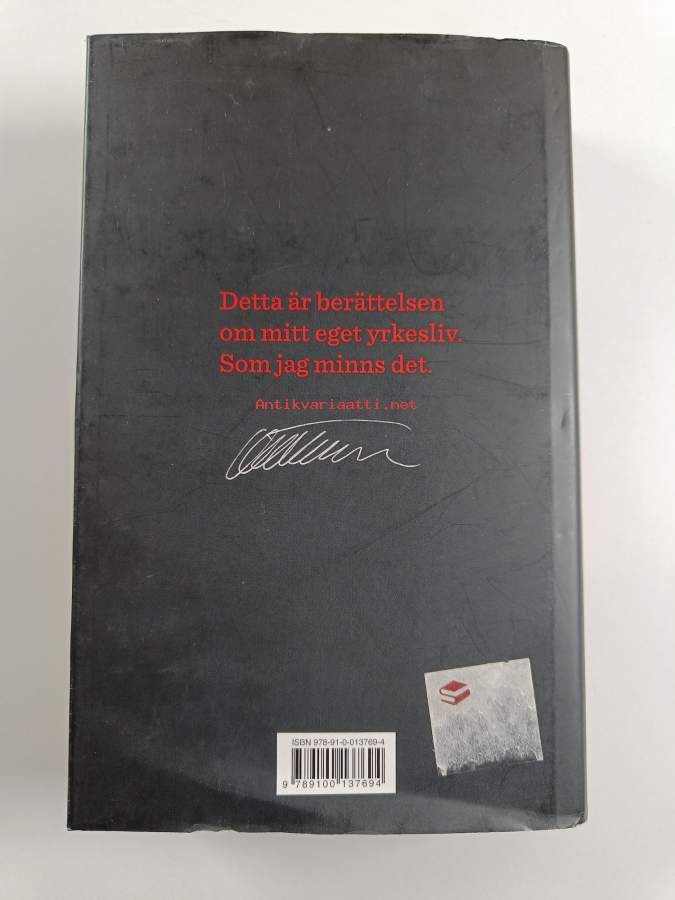 Detta är berättelsen
om mitt eget yrkesliv.
Som jag minns det.
Antikvariaatti.net
ISBN 978-91-0-013769-4
9 789100 137694